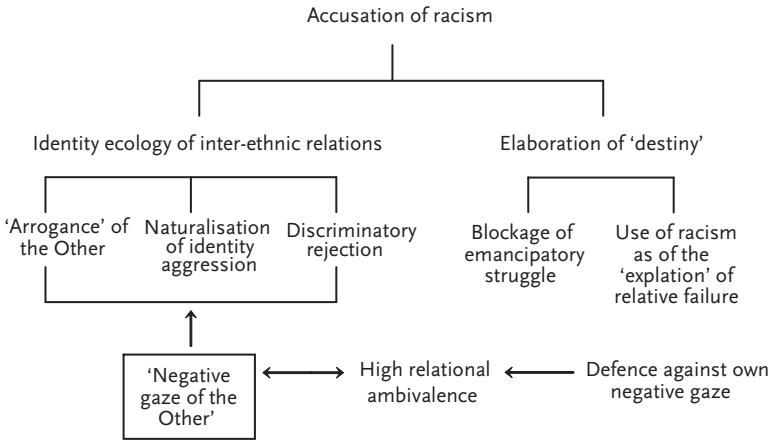 Accusation of racism
Identity ecology of inter-ethnic relations
Elaboration of ‘destiny’
‘Arrogance’ of
the Other
Naturalisation
of identity
aggression
Discriminatory
rejection
Blockage of
emancipatory
struggle
Use of racism
as of the
‘explation’ of
relative failure
‘Negative
gaze of the
Other’
High relational
ambivalence
Defence against own
negative gaze